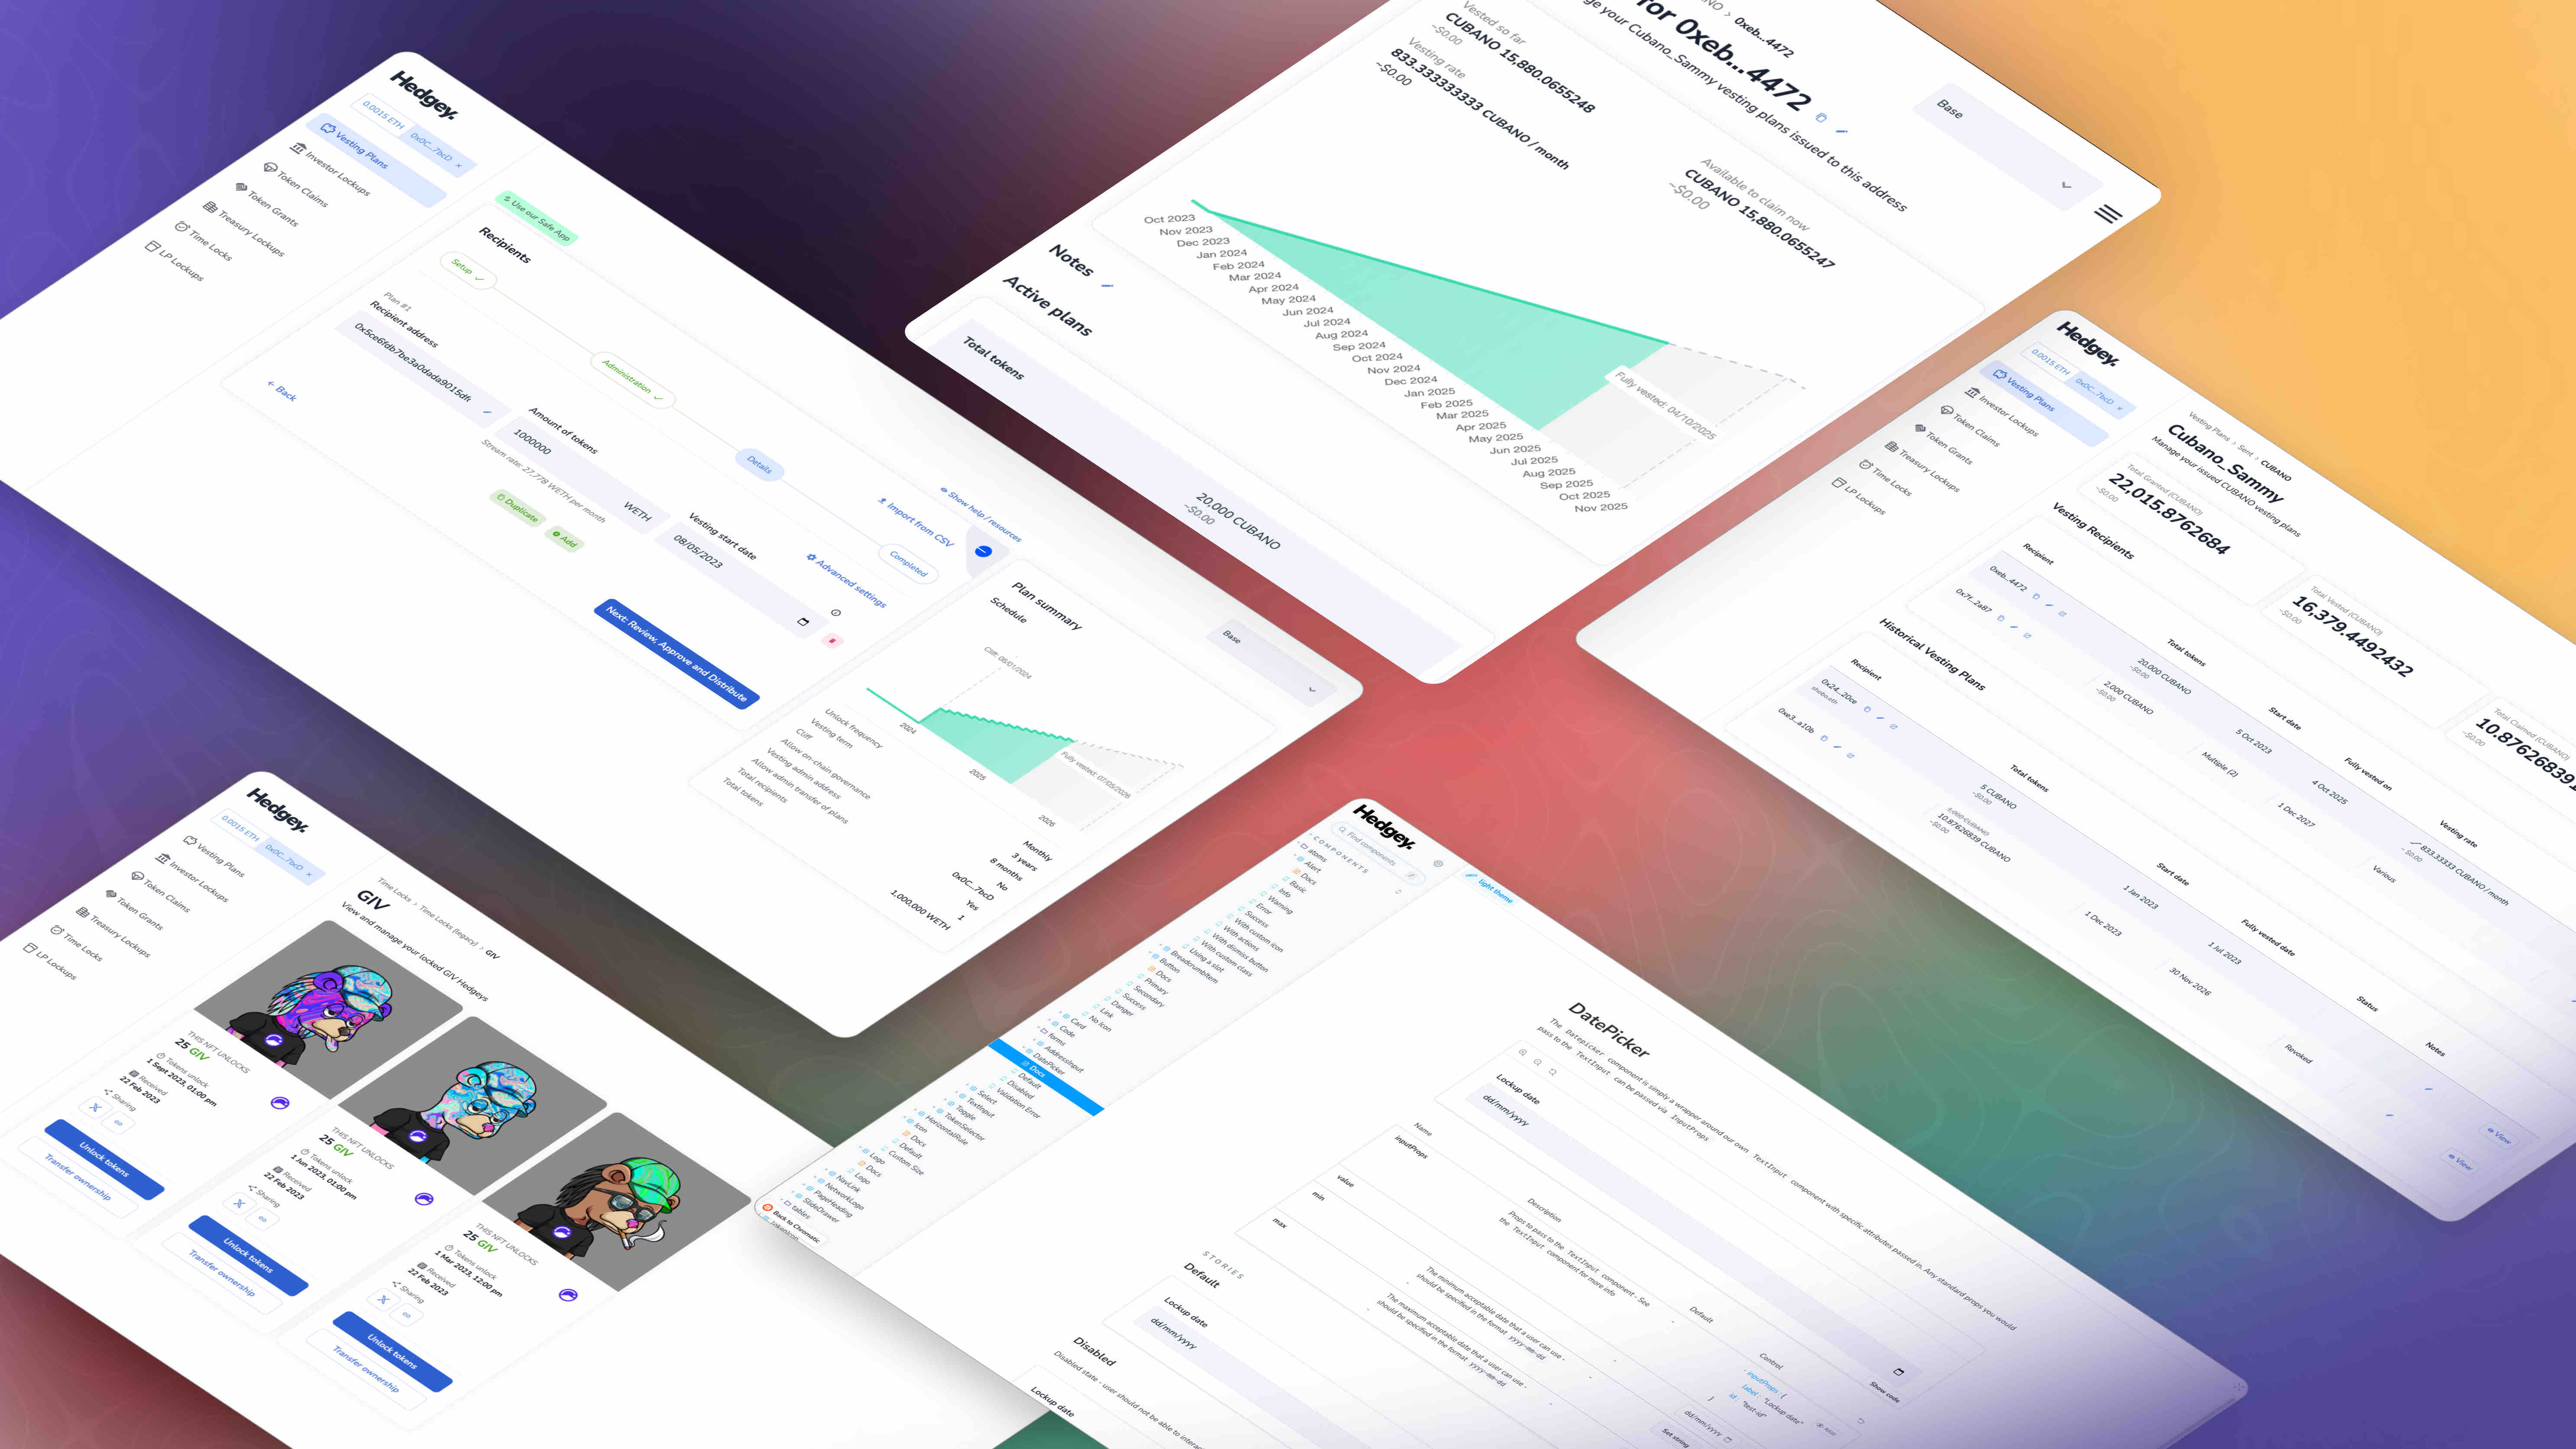 Hedgey.
0.0015 ETH
0x0C...7bcD ×
Vesting Plans
Investor Lockups
Token Claims
Token Grants
Treasury Lockups
Time Locks
LP Lockups
Use our Safe App
Recipients
Setup
Administration
Details
Completed
Show help / resources
Import from CSV
Advanced settings
Plan #1
Recipient address
0x5ce6fdb7be3a0dada9015dfc
Amount of tokens
1000000
WETH
Stream rate: 27,778 WETH per month
Vesting start date
08/05/2023
← Back
Duplicate
Add
Next: Review, Approve and Distribute
Base
Plan summary
Schedule
Cliff: 06/01/2024
Fully vested: 07/05/2026
2024
2025
2026
Unlock frequency
Monthly
Vesting term
3 years
Cliff
8 months
Allow on-chain governance
No
Vesting admin address
0x0C...7bcD
Allow admin transfer of plans
Yes
Total recipients
1
Total tokens
1,000,000 WETH
> 0xeb...4472
for 0xeb...4472
your Cubano_Sammy vesting plans issued to this address
Base
Vested so far
CUBANO 15,880.0655248
~$0.00
Vesting rate
833.333333333 CUBANO / month
~$0.00
Available to claim now
CUBANO 15,880.0655247
~$0.00
Oct 2023
Nov 2023
Dec 2023
Jan 2024
Feb 2024
Mar 2024
Apr 2024
May 2024
Jun 2024
Jul 2024
Aug 2024
Sep 2024
Oct 2024
Nov 2024
Dec 2024
Jan 2025
Feb 2025
Mar 2025
Apr 2025
May 2025
Jun 2025
Jul 2025
Aug 2025
Sep 2025
Oct 2025
Nov 2025
Fully vested: 04/10/2025
Notes
Active plans
Total tokens
20,000 CUBANO
~$0.00
Hedgey.
0.0015 ETH
0x0C...7bcD ×
Vesting Plans
Investor Lockups
Token Claims
Token Grants
Treasury Lockups
Time Locks
LP Lockups
Vesting Plans > Sent > CUBANO
Cubano_Sammy
Manage your issued CUBANO vesting plans
Total Granted (CUBANO)
22,015.8762684
~$0.00
Total Vested (CUBANO)
16,379.4492432
~$0.00
Total Claimed (CUBANO)
10.87626839
~$0.00
Vesting Recipients
Recipient
Total tokens
Start date
Fully vested on
Vesting rate
0xeb...4472
20,000 CUBANO
~$0.00
5 Oct 2023
4 Oct 2025
833.33333 CUBANO / month
~$0.00
0x7f...2a87
2,000 CUBANO
~$0.00
Multiple (2)
1 Dec 2027
Various
Historical Vesting Plans
Recipient
Total tokens
Start date
Fully vested date
Status
Notes
0x24...20ce
shobo.eth
5 CUBANO
~$0.00
1 Jan 2023
1 Jul 2023
View
0xe3...a10b
10.87626839 CUBANO
~$0.00
1 Dec 2023
30 Nov 2026
Revoked
View
Hedgey.
0.0015 ETH
0x0C...7bcD ×
Vesting Plans
Investor Lockups
Token Claims
Token Grants
Treasury Lockups
Time Locks
LP Lockups
Time Locks > Time Locks (legacy) > GIV
GIV
View and manage your locked GIV Hedgeys
THIS NFT UNLOCKS
25 GIV
Tokens unlock
1 Sept 2023, 01:00 pm
Received
22 Feb 2023
Sharing
Unlock tokens
Transfer ownership
THIS NFT UNLOCKS
25 GIV
Tokens unlock
1 Jun 2023, 01:00 pm
Received
22 Feb 2023
Sharing
Unlock tokens
Transfer ownership
THIS NFT UNLOCKS
25 GIV
Tokens unlock
1 Mar 2023, 12:00 pm
Received
22 Feb 2023
Sharing
Unlock tokens
Transfer ownership
Hedgey.
Find components
COMPONENTS
atoms
Alert
Docs
Basic
Info
Warning
Error
Success
With custom icon
With actions
With dismiss button
With custom class
Using a slot
BreadcrumbItem
Button
Docs
Primary
Secondary
Success
Danger
Link
No Icon
Card
Code
forms
AddressInput
DatePicker
Docs
Default
Disabled
Validation Error
Select
TextInput
Toggle
TokenSelector
HorizontalRule
Icon
Docs
Default
Custom Size
Logo
Docs
Logo
NavLink
NetworkLogo
PageHeading
SlideDrawer
tables
Back to Chromatic
light theme
DatePicker
The Datepicker component is simply a wrapper around our own TextInput component with specific attributes passed in. Any standard props you would
pass to the TextInput can be passed via InputProps
Lockup date
dd/mm/yyyy
Show code
Name
Description
Default
Control
inputProps
Props to pass to the TextInput component - See
the TextInput component for more info
inputProps : {
label : "Lockup date"
id : "test-id"
}
value
dd/mm/yyyy
min
The minimum acceptable date that a user can use -
should be specified in the format yyyy-mm-dd
Set string
max
The maximum acceptable date that a user can use -
should be specified in the format yyyy-mm-dd
STORIES
Default
Lockup date
dd/mm/yyyy
Disabled
Disabled state - user should not be able to
Lockup date